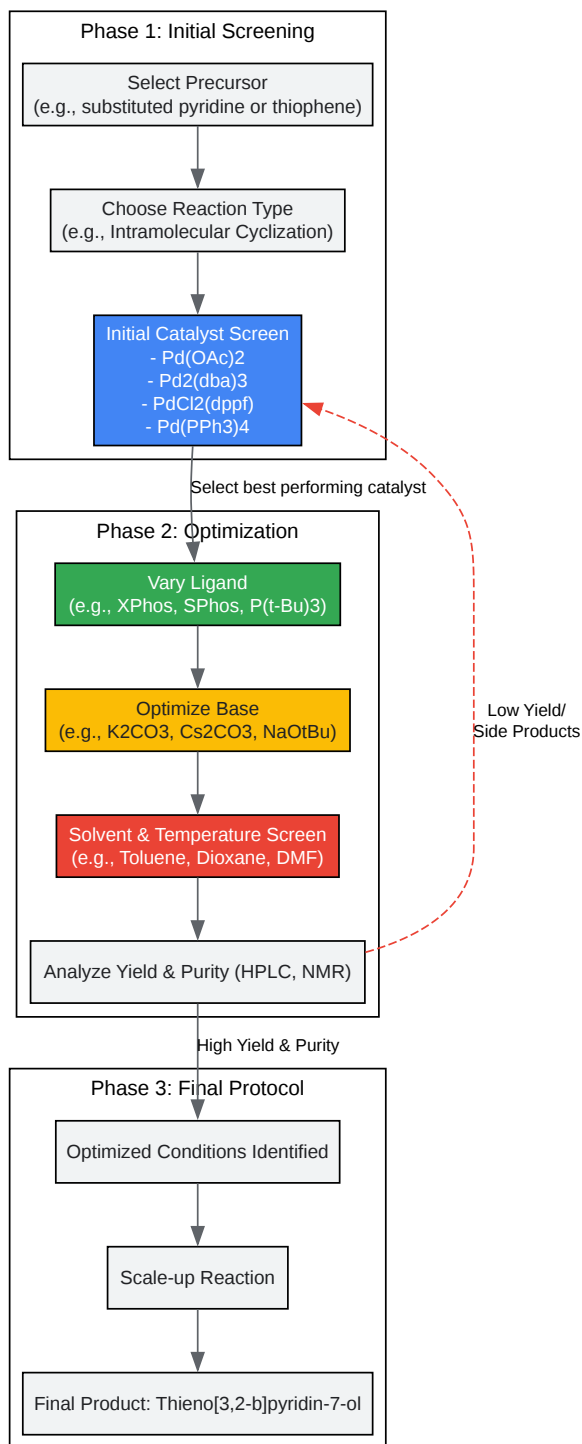 Phase 1: Initial Screening
Select Precursor
(e.g., substituted pyridine or thiophene)
Choose Reaction Type
(e.g., Intramolecular Cyclization)
Initial Catalyst Screen
- Pd(OAc)2
- Pd2(dba)3
- PdCl2(dppf)
- Pd(PPh3)4
Select best performing catalyst
Phase 2: Optimization
Vary Ligand
(e.g., XPhos, SPhos, P(t-Bu)3)
Optimize Base
(e.g., K2CO3, Cs2CO3, NaOtBu)
Low Yield/
Side Products
Solvent & Temperature Screen
(e.g., Toluene, Dioxane, DMF)
Analyze Yield & Purity (HPLC, NMR)
High Yield & Purity
Phase 3: Final Protocol
Optimized Conditions Identified
Scale-up Reaction
Final Product: Thieno[3,2-b]pyridin-7-ol